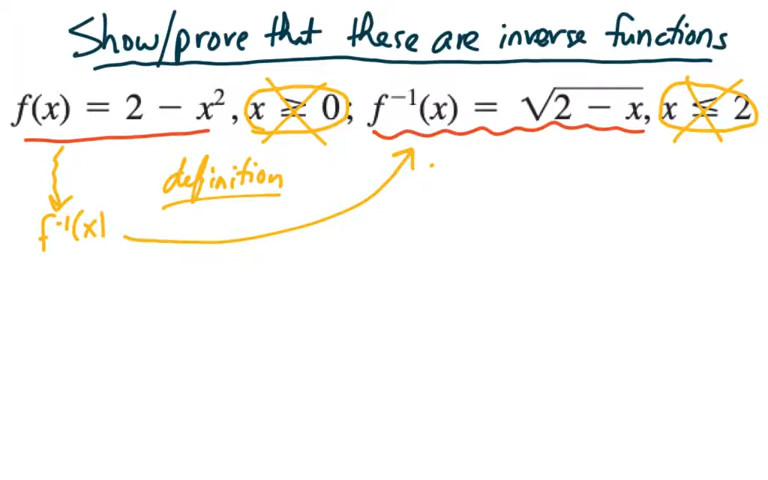 Show/prove that these are inverse functions
f(x) = 2 − x², x ≥ 0; f⁻¹(x) = √(2 − x), x ≤ 2
definition
f⁻¹(x)